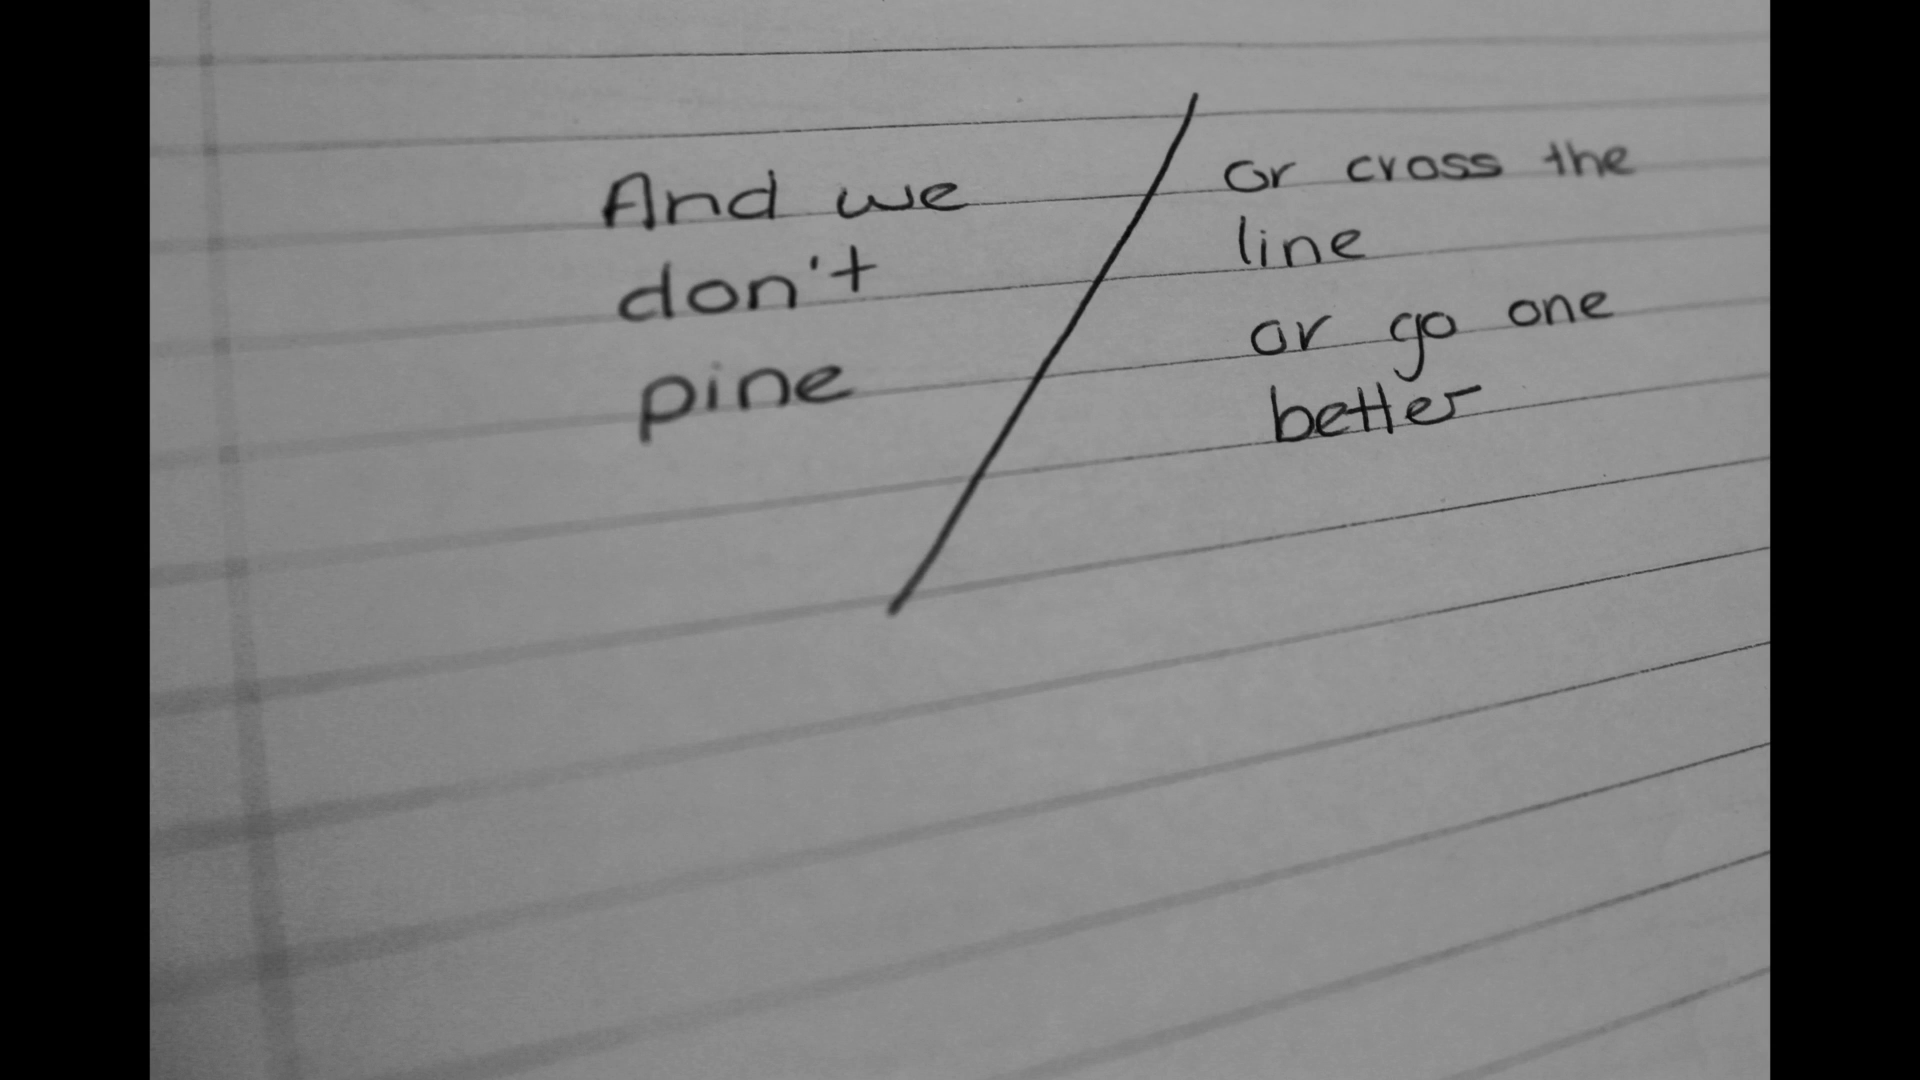 And we
don't
pine
or cross the
line
or go one
better